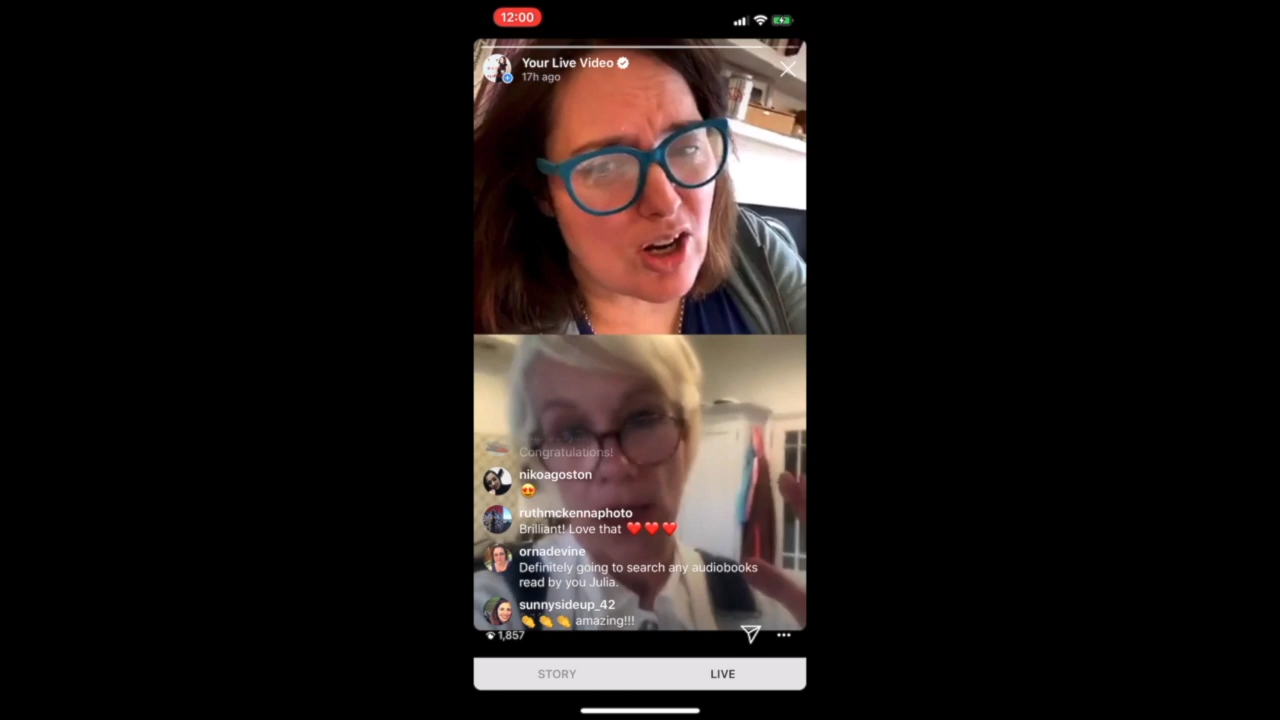 12:00
Your Live Video
17h ago
Congratulations!
nikoagoston
😍
ruthmckennaphoto
Brilliant! Love that ❤️❤️❤️
ornadevine
Definitely going to search any audiobooks
read by you Julia.
sunnysideup_42
👏👏👏 amazing!!!
1,857
STORY LIVE